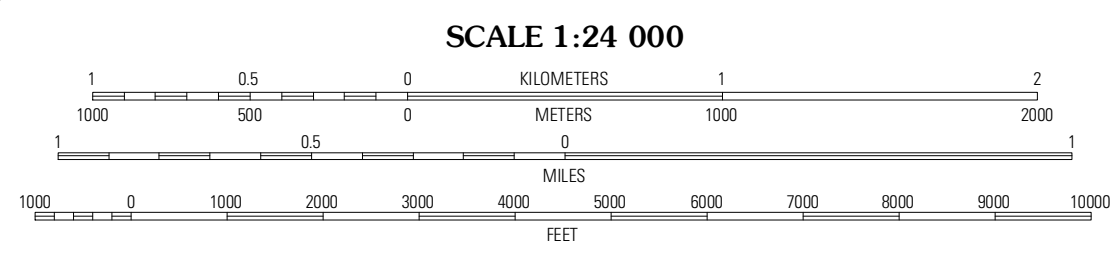 SCALE 1:24 000
1 0.5 0 KILOMETERS 1 2
1000 500 0 METERS 1000 2000
1 0.5 0 1
MILES
1000 0 1000 2000 3000 4000 5000 6000 7000 8000 9000 10000
FEET